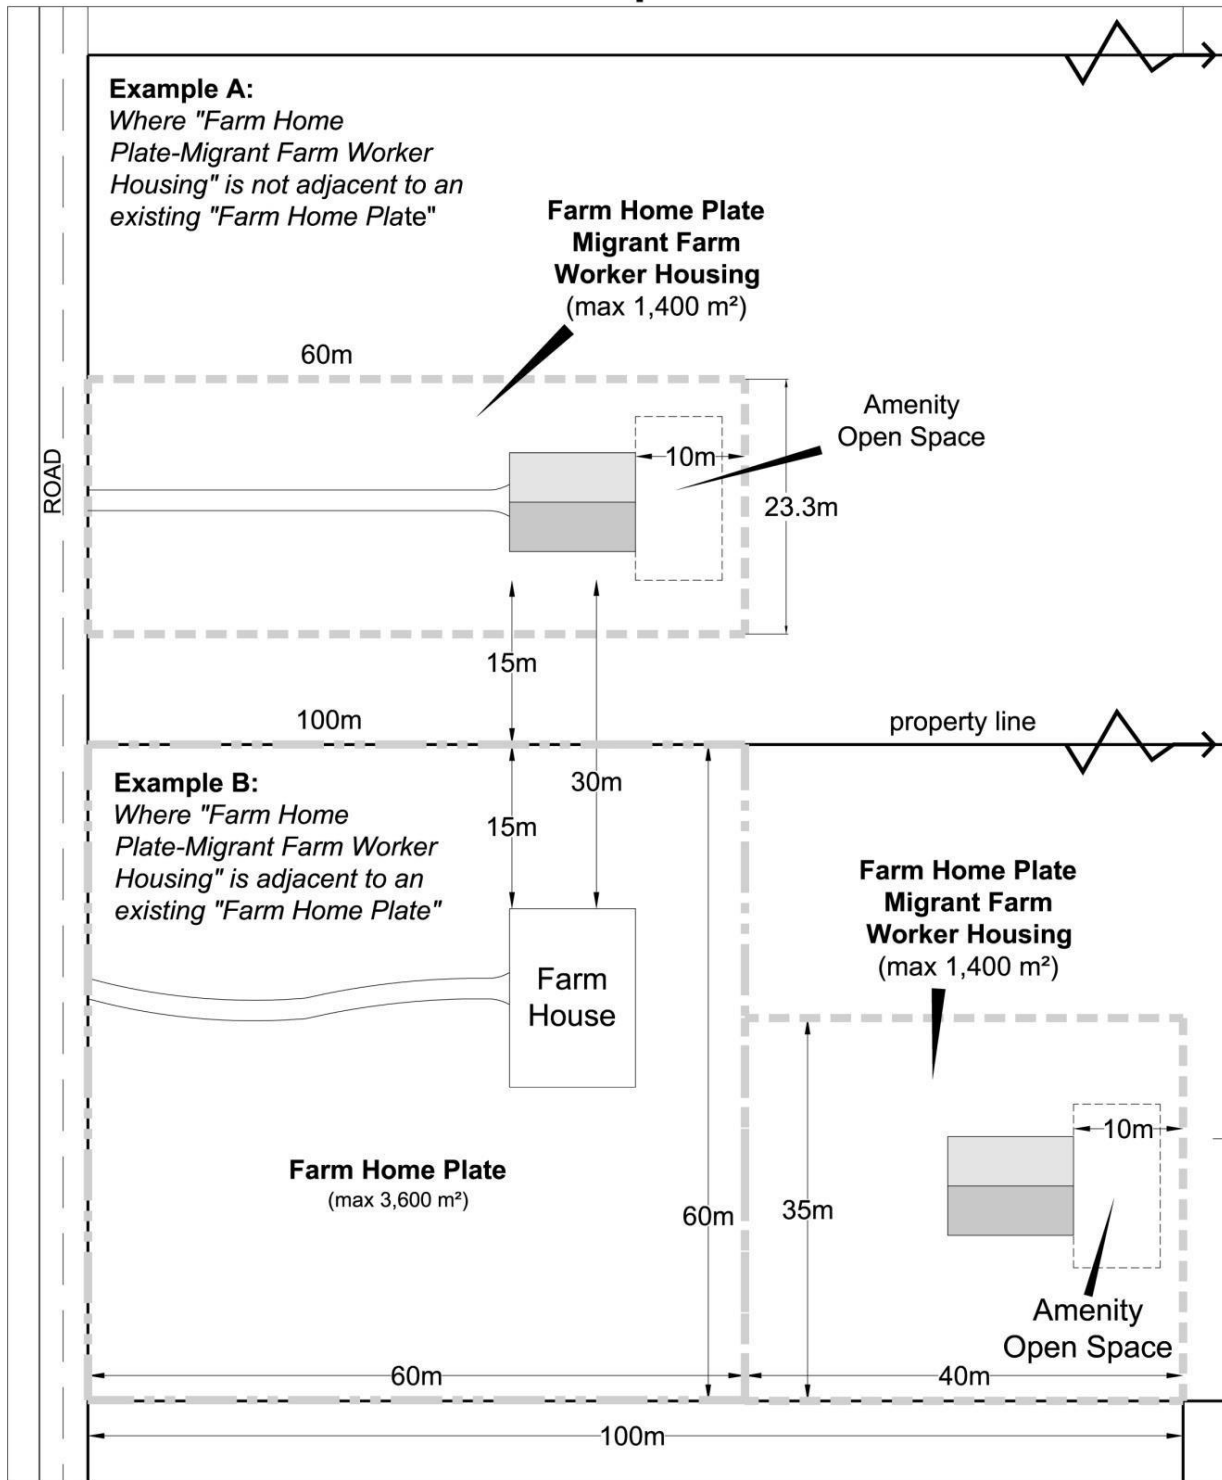 Example A:
Where "Farm Home
Plate-Migrant Farm Worker
Housing" is not adjacent to an
existing "Farm Home Plate"
Farm Home Plate
Migrant Farm
Worker Housing
(max 1,400 m²)
60m
Amenity
Open Space
10m
23.3m
ROAD
15m
100m
property line
30m
Example B:
Where "Farm Home
Plate-Migrant Farm Worker
Housing" is adjacent to an
existing "Farm Home Plate"
15m
Farm Home Plate
Migrant Farm
Worker Housing
(max 1,400 m²)
Farm
House
10m
Farm Home Plate
(max 3,600 m²)
60m
35m
Amenity
Open Space
60m
40m
100m